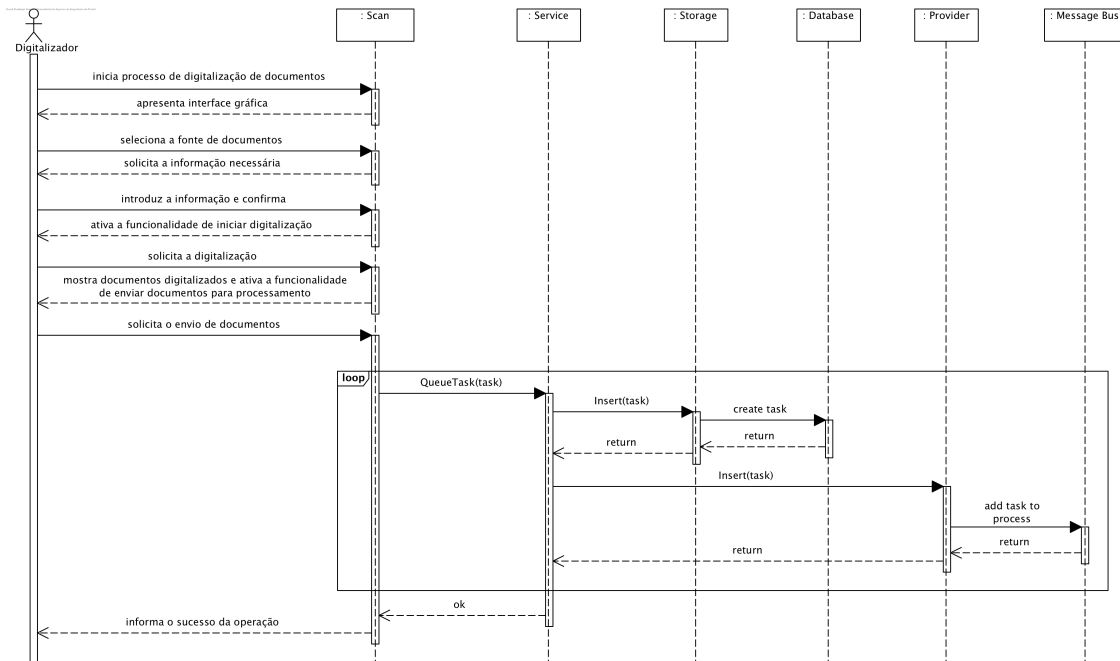 : Scan
: Service
: Storage
: Database
: Provider
: Message Bus
Digitalizador
inicia processo de digitalização de documentos
apresenta interface gráfica
seleciona a fonte de documentos
solicita a informação necessária
introduz a informação e confirma
ativa a funcionalidade de iniciar digitalização
solicita a digitalização
mostra documentos digitalizados e ativa a funcionalidade
de enviar documentos para processamento
solicita o envio de documentos
loop
QueueTask(task)
Insert(task)
create task
return
return
Insert(task)
add task to
process
return
return
ok
informa o sucesso da operação